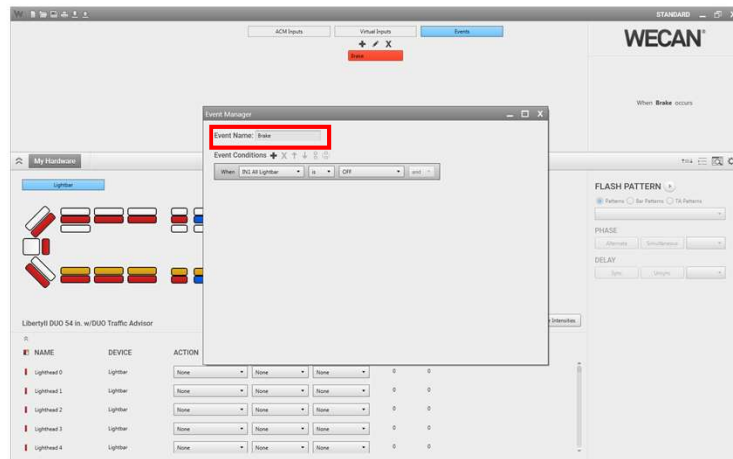 W
STANDARD
ACM Inputs
Virtual Inputs
Events
Brake
WECAN®
When Brake occurs
Event Manager
Event Name: Brake
Event Conditions
When IN1 All Lightbar is OFF and
My Hardware
Lightbar
FLASH PATTERN
Patterns Ear Patterns TA Patterns
PHASE
Alternate Simultaneous
DELAY
Sync
LibertyII DUO 54 in. w/DUO Traffic Advisor
Intensities
NAME DEVICE ACTION
Lighthead 0 Lightbar None None None 0 0
Lighthead 1 Lightbar None None None 0 0
Lighthead 2 Lightbar None None None 0 0
Lighthead 3 Lightbar None None None 0 0
Lighthead 4 Lightbar None None None 0 0